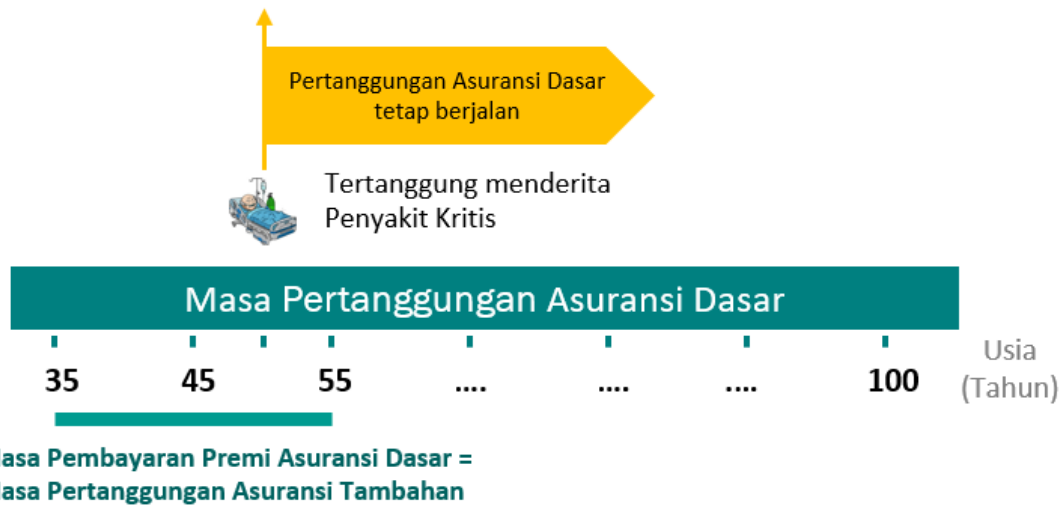 Pertanggungan Asuransi Dasar
tetap berjalan
Tertanggung menderita
Penyakit Kritis
Masa Pertanggungan Asuransi Dasar
35 45 55 .... .... .... 100
Usia
(Tahun)
asa Pembayaran Premi Asuransi Dasar =
asa Pertanggungan Asuransi Tambahan